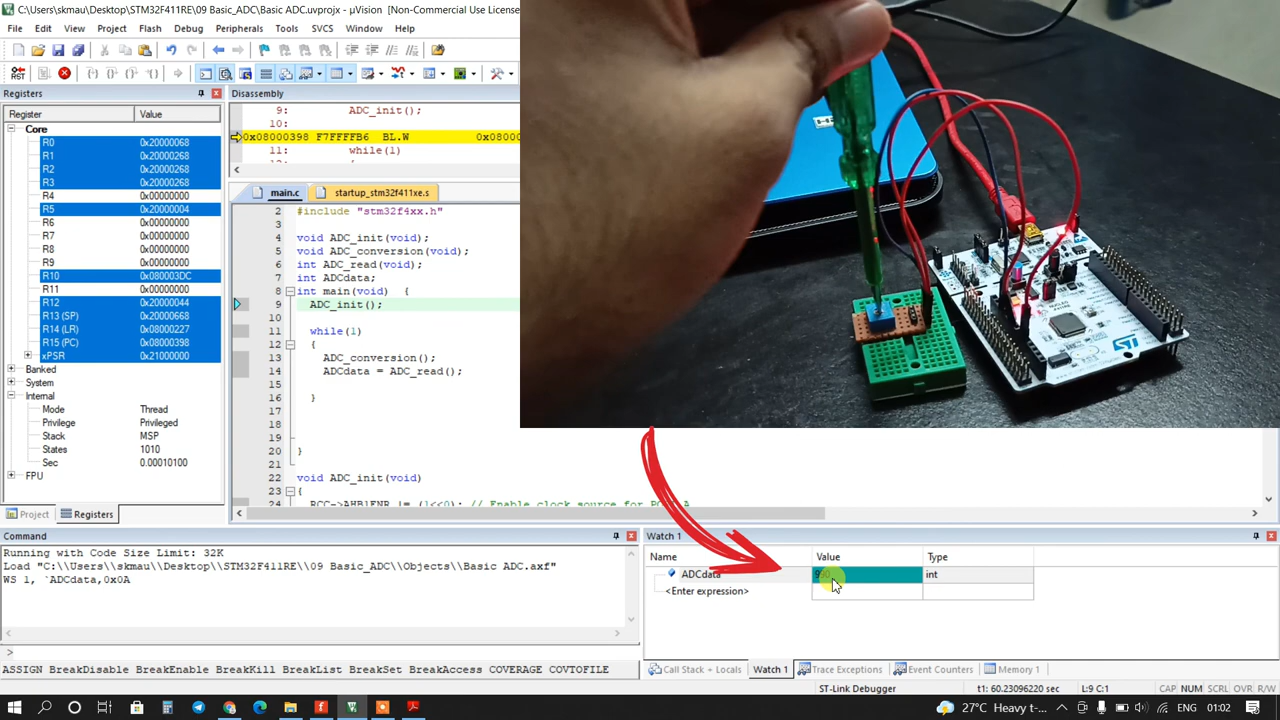 C:\Users\skmau\Desktop\STM32F411RE\09 Basic_ADC\Basic ADC.uvprojx - µVision [Non-Commercial Use License
File Edit View Project Flash Debug Peripherals Tools SVCS Window Help
Registers
Register Value
Core
R0 0x20000068
R1 0x20000268
R2 0x20000268
R3 0x20000268
R4 0x00000000
R5 0x20000004
R6 0x00000000
R7 0x00000000
R8 0x00000000
R9 0x00000000
R10 0x080003DC
R11 0x00000000
R12 0x20000044
R13 (SP) 0x20000068
R14 (LR) 0x08000227
R15 (PC) 0x08000398
xPSR 0x21000000
Banked
System
Internal
Mode Thread
Privilege Privileged
Stack MSP
States 1010
Sec 0.00010100
FPU
Project Registers
Disassembly
9: ADC_init();
10:
0x08000398 F7FFFFB6 BL.W 0x0800
11: while(1)
main.c startup_stm32f411xe.s
2 #include "stm32f4xx.h"
3
4 void ADC_init(void);
5 void ADC_conversion(void);
6 int ADC_read(void);
7 int ADCdata;
8 int main(void) {
9 ADC_init();
10
11 while(1)
12 {
13 ADC_conversion();
14 ADCdata = ADC_read();
15
16 }
17
18
19
20 }
21
22 void ADC_init(void)
23 {
24 RCC->AHB1ENR |= (1<<0); // Enable clock source for PORT A
Command
Running with Code Size Limit: 32K
Load "C:\\Users\\skmau\\Desktop\\STM32F411RE\\09 Basic_ADC\\Objects\\Basic ADC.axf"
WS 1, `ADCdata,0x0A
>
ASSIGN BreakDisable BreakEnable BreakKill BreakList BreakSet BreakAccess COVERAGE COVTOFILE
Watch 1
Name Value Type
ADCdata int
<Enter expression>
Call Stack + Locals Watch 1 Trace Exceptions Event Counters Memory 1
ST-Link Debugger t1: 60.23096220 sec L:9 C:1 CAP NUM SCRL OVR R/W
27°C Heavy t... ENG 01:02